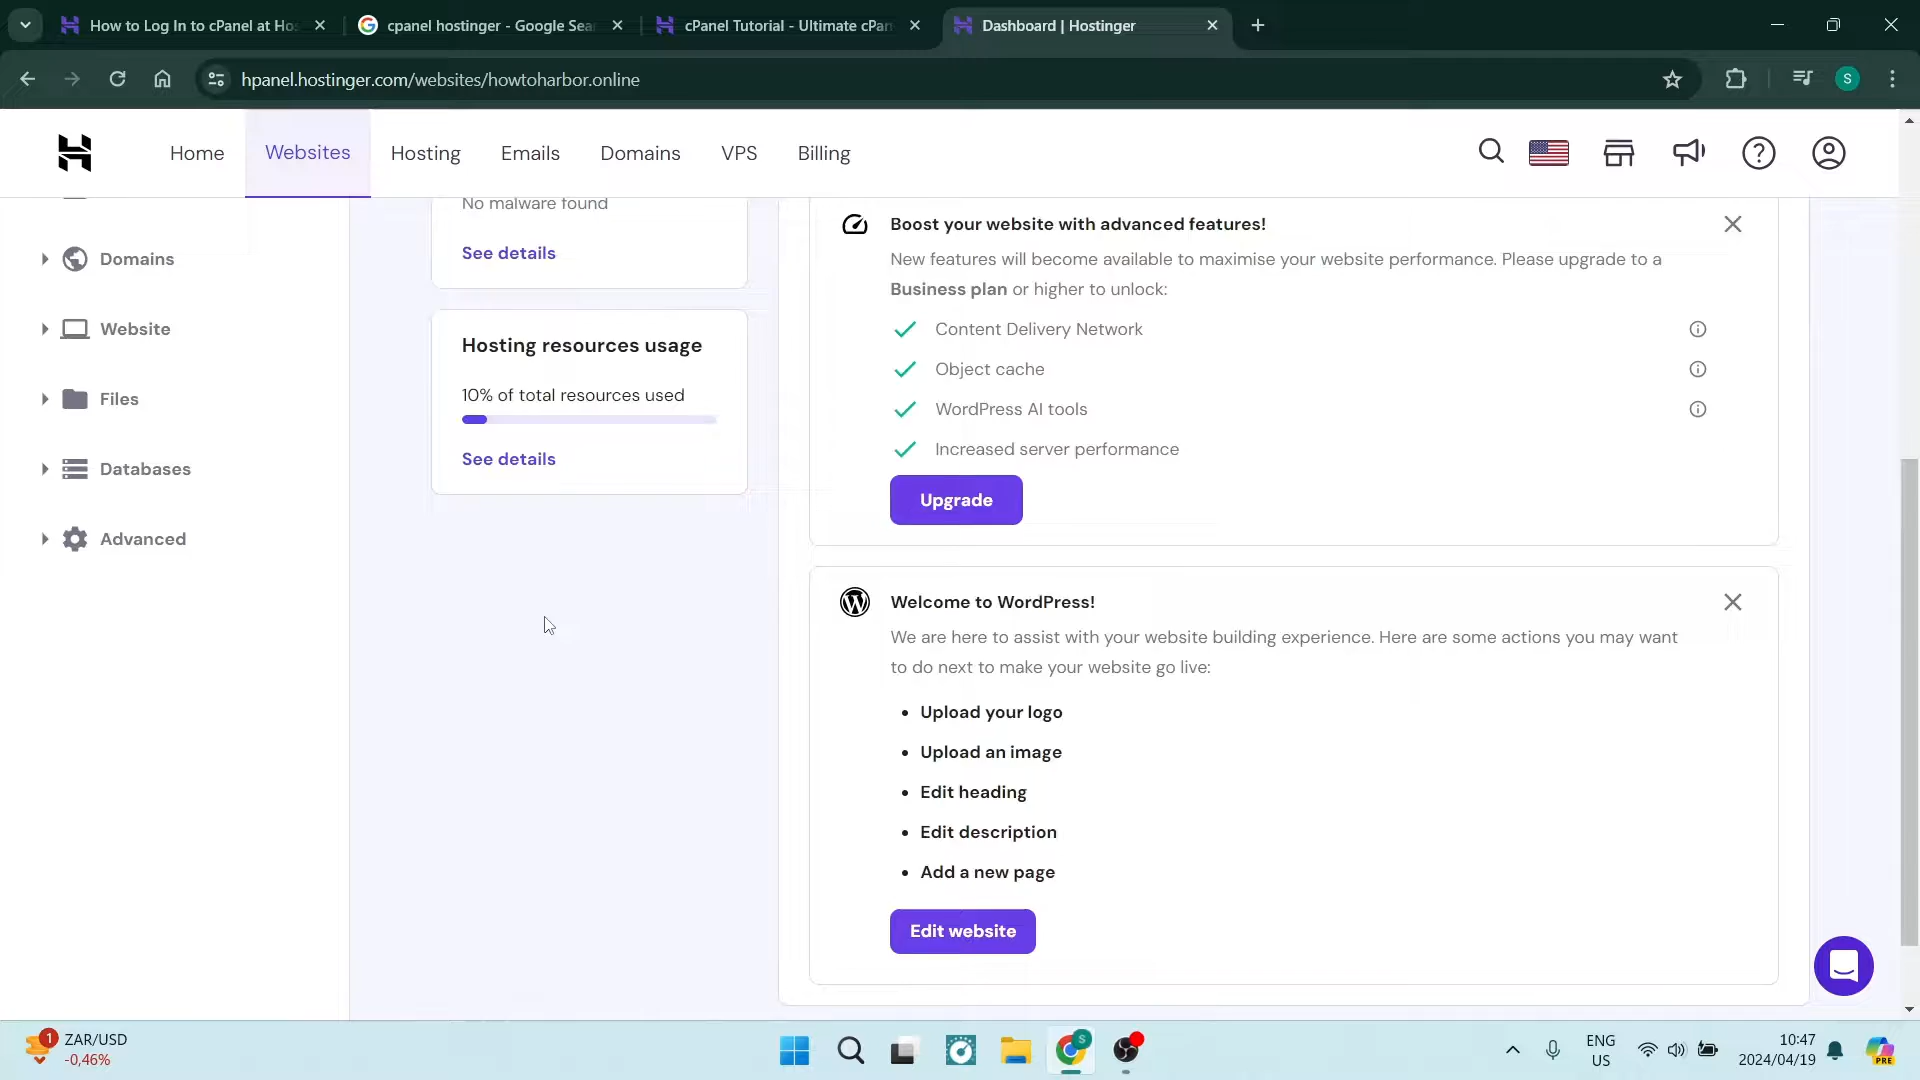 How to Log In to cPanel at Ho
cpanel hostinger - Google Sea
cPanel Tutorial - Ultimate cPan
Dashboard | Hostinger
hpanel.hostinger.com/websites/howtoharbor.online
S
Home
Websites
Hosting
Emails
Domains
VPS
Billing
No malware found
See details
Domains
Website
Files
Databases
Advanced
Hosting resources usage
10% of total resources used
See details
Boost your website with advanced features!
New features will become available to maximise your website performance. Please upgrade to a
Business plan or higher to unlock:
Content Delivery Network
Object cache
WordPress AI tools
Increased server performance
Upgrade
Welcome to WordPress!
We are here to assist with your website building experience. Here are some actions you may want
to do next to make your website go live:
• Upload your logo
• Upload an image
• Edit heading
• Edit description
• Add a new page
Edit website
1
ZAR/USD
-0,46%
S
ENG
US
10:47
2024/04/19
PRE